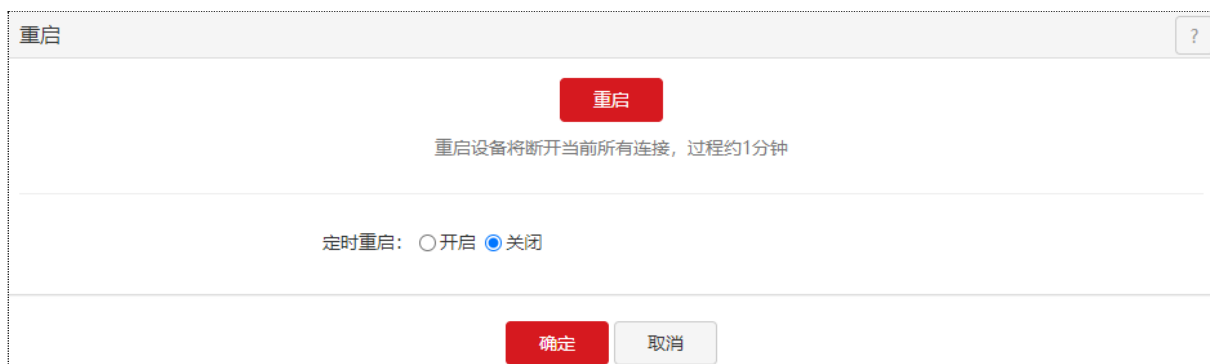 重启
?
重启
重启设备将断开当前所有连接，过程约1分钟
定时重启： 开启 关闭
确定 取消